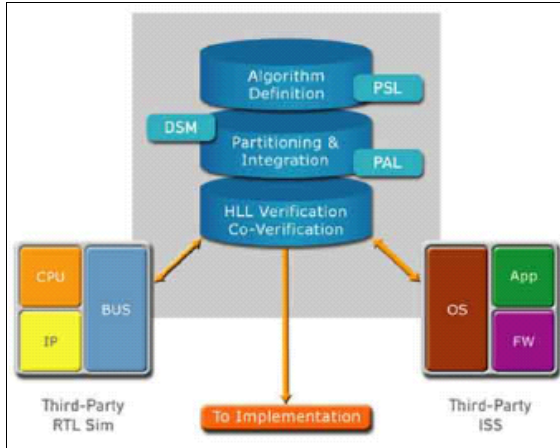 Algorithm
Definition
PSL
DSM
Partitioning &
Integration
PAL
HLL Verification
Co-Verification
CPU
BUS
IP
OS
App
FW
Third-Party
RTL Sim
To Implementation
Third-Party
ISS